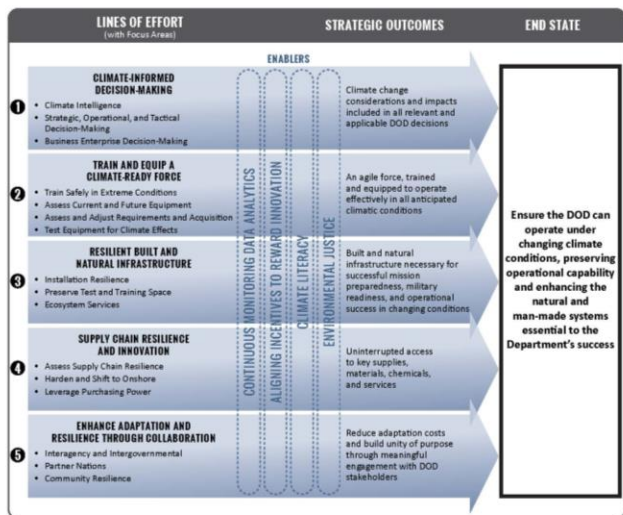 LINES OF EFFORT
(with Focus Areas)
STRATEGIC OUTCOMES
END STATE
ENABLERS
1
CLIMATE-INFORMED
DECISION-MAKING
• Climate Intelligence
• Strategic, Operational, and Tactical
Decision-Making
• Business Enterprise Decision-Making
Climate change
considerations and impacts
included in all relevant and
applicable DOD decisions
2
TRAIN AND EQUIP A
CLIMATE-READY FORCE
• Train Safely in Extreme Conditions
• Assess Current and Future Equipment
• Assess and Adjust Requirements and Acquisition
• Test Equipment for Climate Effects
An agile force, trained
and equipped to operate
effectively in all anticipated
climatic conditions
3
RESILIENT BUILT AND
NATURAL INFRASTRUCTURE
• Installation Resilience
• Preserve Test and Training Space
• Ecosystem Services
Built and natural
infrastructure necessary for
successful mission
preparedness, military
readiness, and operational
success in changing conditions
4
SUPPLY CHAIN RESILIENCE
AND INNOVATION
• Assess Supply Chain Resilience
• Harden and Shift to Onshore
• Leverage Purchasing Power
Uninterrupted access
to key supplies,
materials, chemicals,
and services
5
ENHANCE ADAPTATION AND
RESILIENCE THROUGH COLLABORATION
• Interagency and Intergovernmental
• Partner Nations
• Community Resilience
Reduce adaptation costs
and build unity of purpose
through meaningful
engagement with DOD
stakeholders
CONTINUOUS MONITORING DATA ANALYTICS
ALIGNING INCENTIVES TO REWARD INNOVATION
CLIMATE LITERACY
ENVIRONMENTAL JUSTICE
Ensure the DOD can
operate under
changing climate
conditions, preserving
operational capability
and enhancing the
natural and
man-made systems
essential to the
Department's success